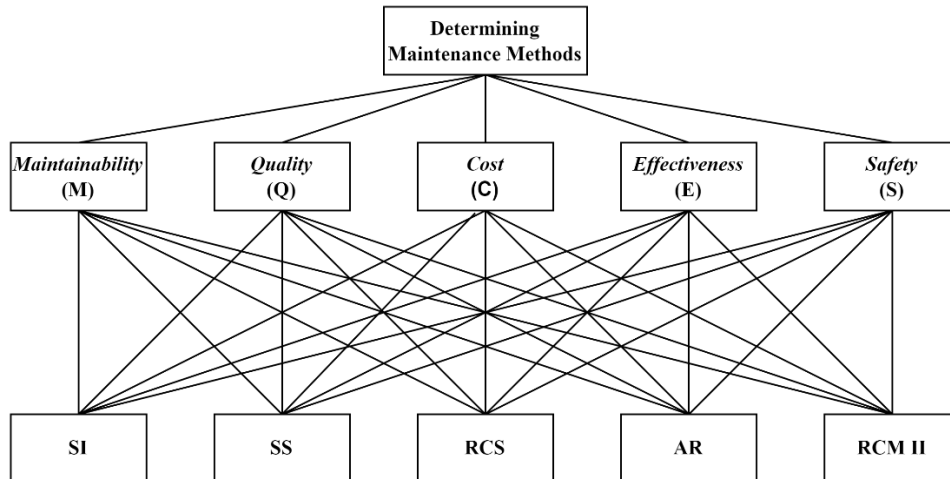 Determining
Maintenance Methods
Maintainability
(M)
Quality
(Q)
Cost
(C)
Effectiveness
(E)
Safety
(S)
SI
SS
RCS
AR
RCM II